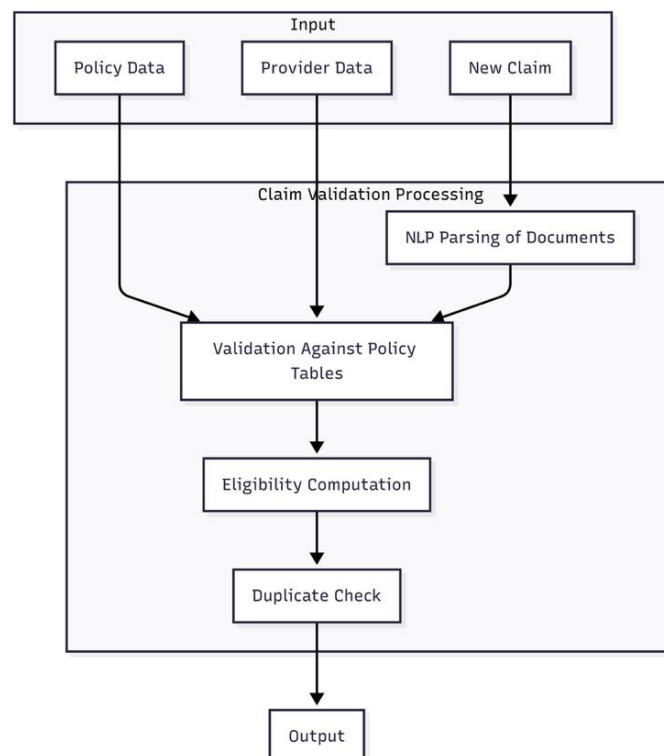 Input
Policy Data
Provider Data
New Claim
Claim Validation Processing
NLP Parsing of Documents
Validation Against Policy
Tables
Eligibility Computation
Duplicate Check
Output